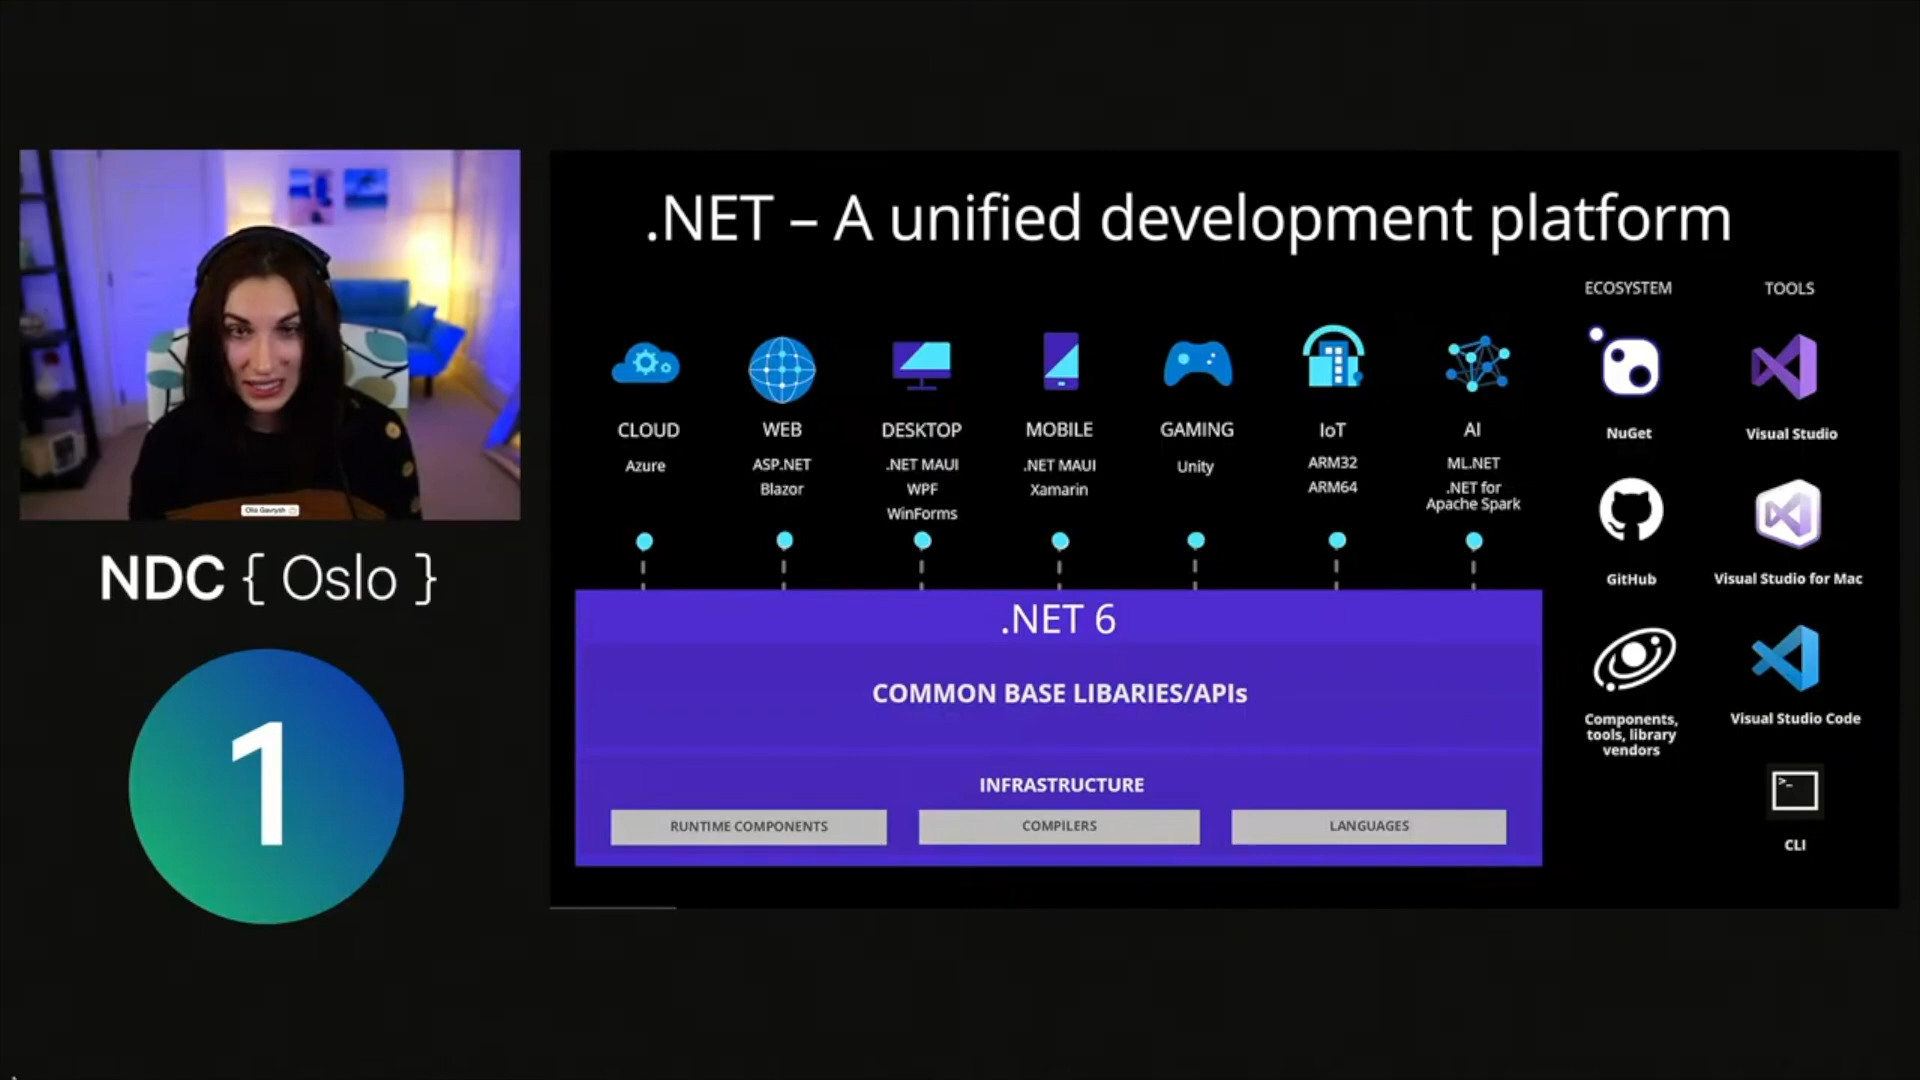 .NET – A unified development platform
ECOSYSTEM
TOOLS
CLOUD
Azure
WEB
ASP.NET
Blazor
DESKTOP
.NET MAUI
WPF
WinForms
MOBILE
.NET MAUI
Xamarin
GAMING
Unity
IoT
ARM32
ARM64
AI
ML.NET
.NET for
Apache Spark
NuGet
GitHub
Components,
tools, library
vendors
Visual Studio
Visual Studio for Mac
Visual Studio Code
>_
CLI
.NET 6
COMMON BASE LIBARIES/APIs
INFRASTRUCTURE
RUNTIME COMPONENTS
COMPILERS
LANGUAGES
Olia Gavrysh
NDC { Oslo }
1